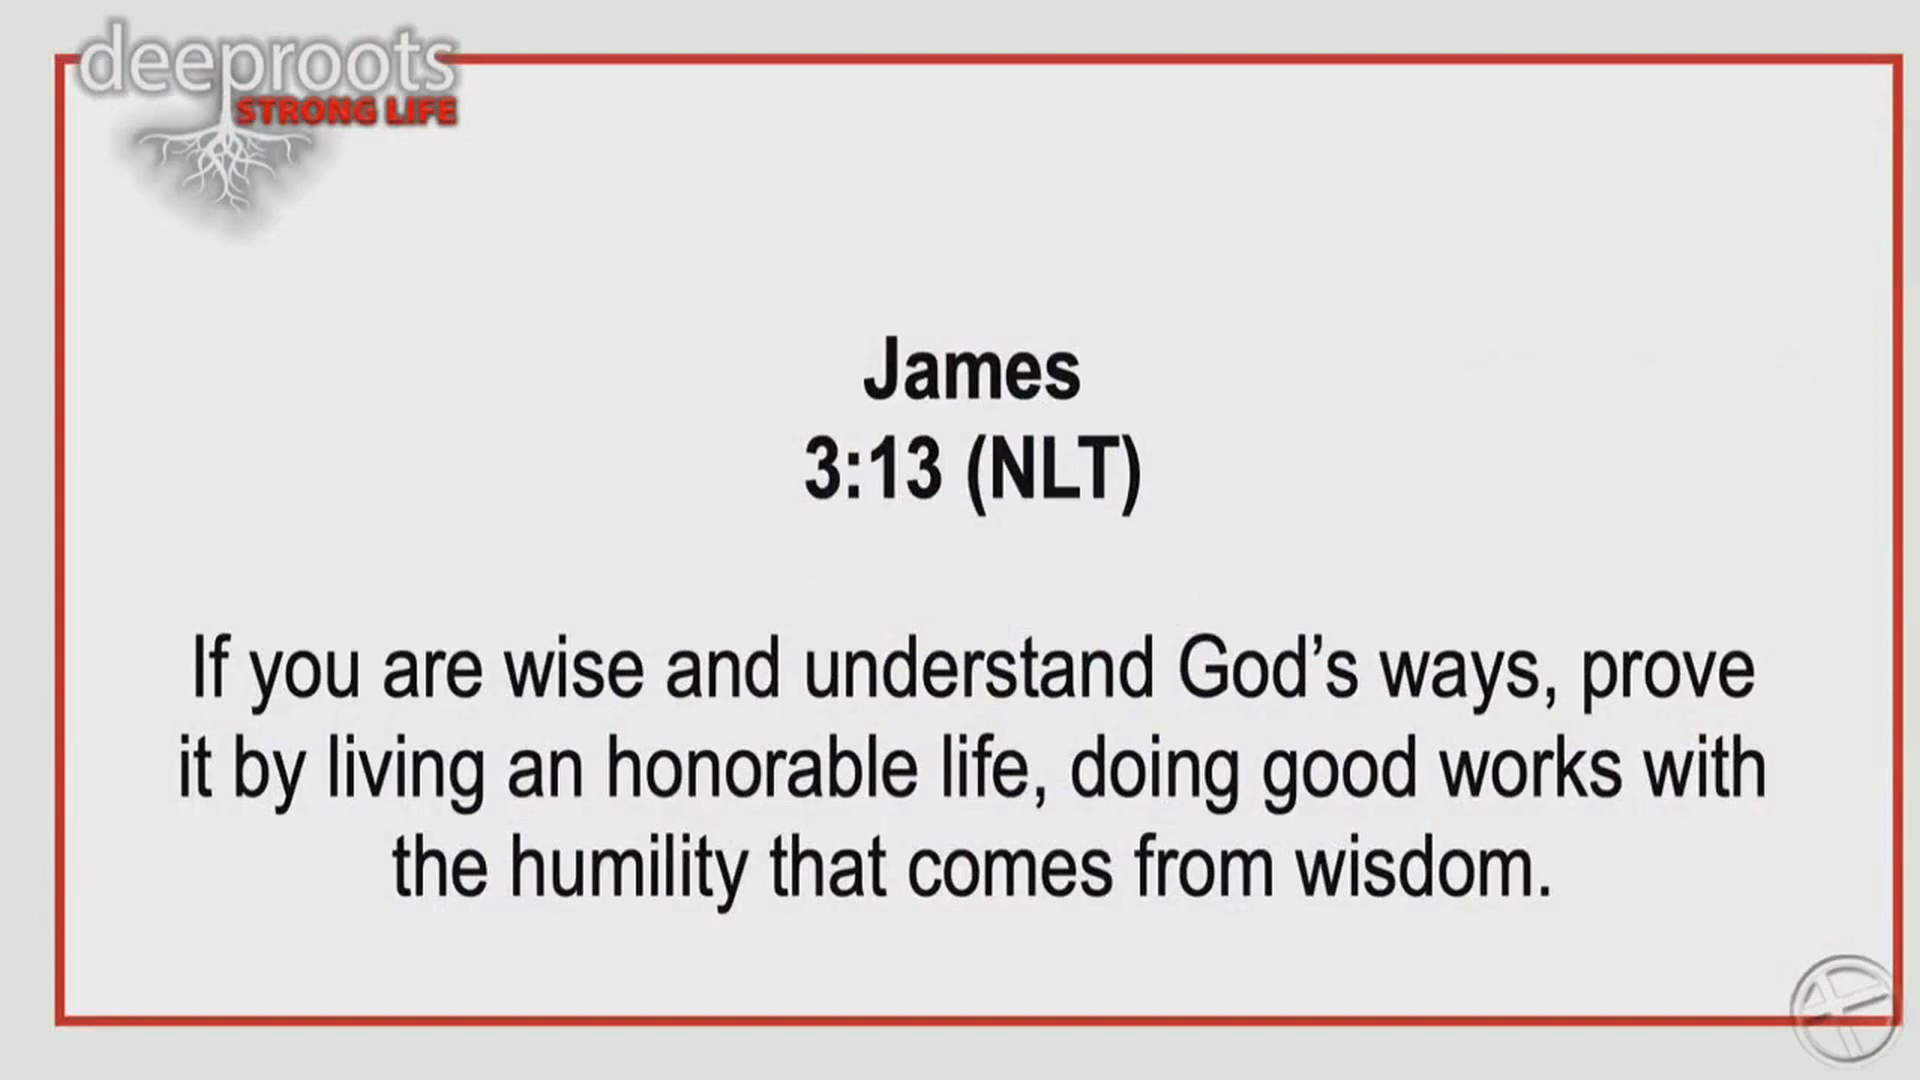 deeproots
STRONG LIFE
James
3:13 (NLT)
If you are wise and understand God’s ways, prove
it by living an honorable life, doing good works with
the humility that comes from wisdom.